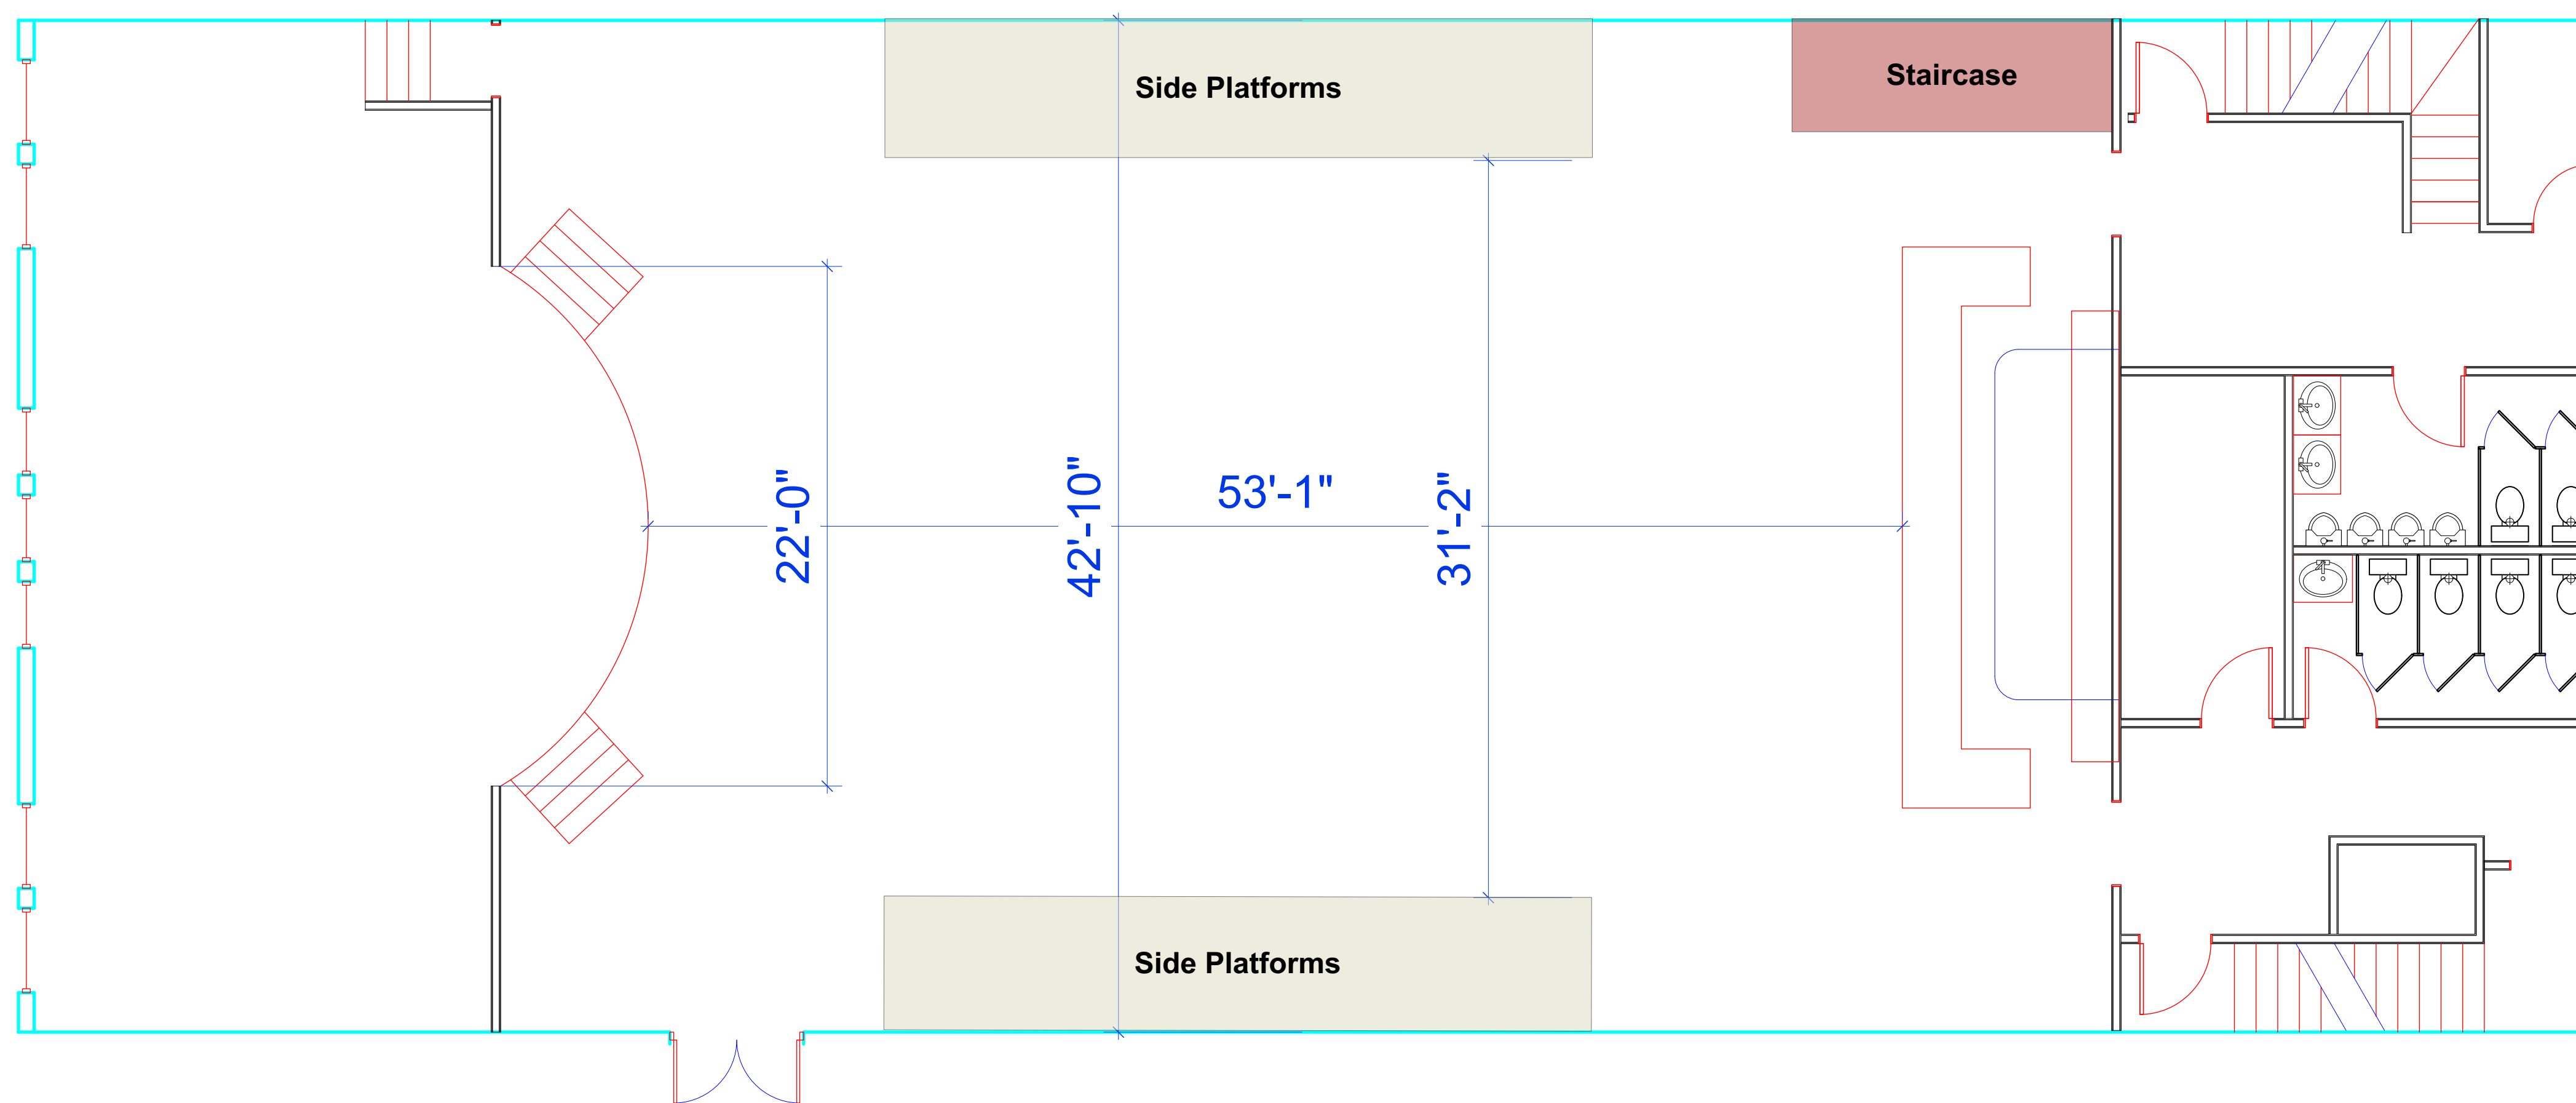 Side Platforms
Staircase
22'-0"
42'-10"
53'-1"
31'-2"
Side Platforms